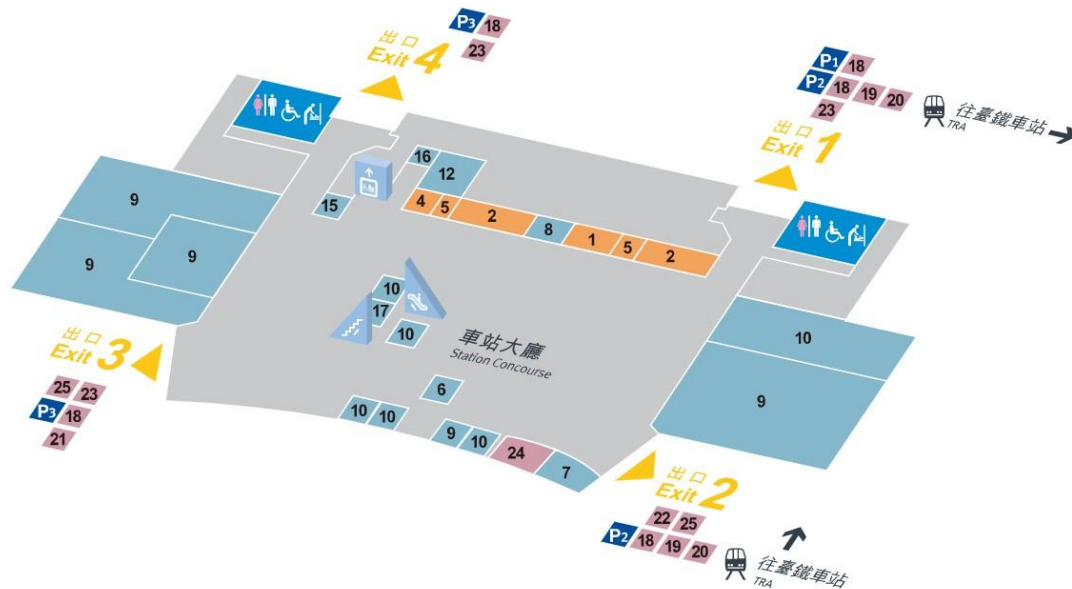 P3 18
23
出口
Exit 4
P1 18
P2 18 19 20
23
往臺鐵車站
TRA
出口
Exit 1
16
12
15
4 5 2 8 1 5 2
9
9
9
10
17
10
車站大廳
Station Concourse
10
9
6
10 10
9 10 24 7
出口
Exit 3
25 23
P3 18
21
出口
Exit 2
22 25
P2 18 19 20
往臺鐵車站
TRA